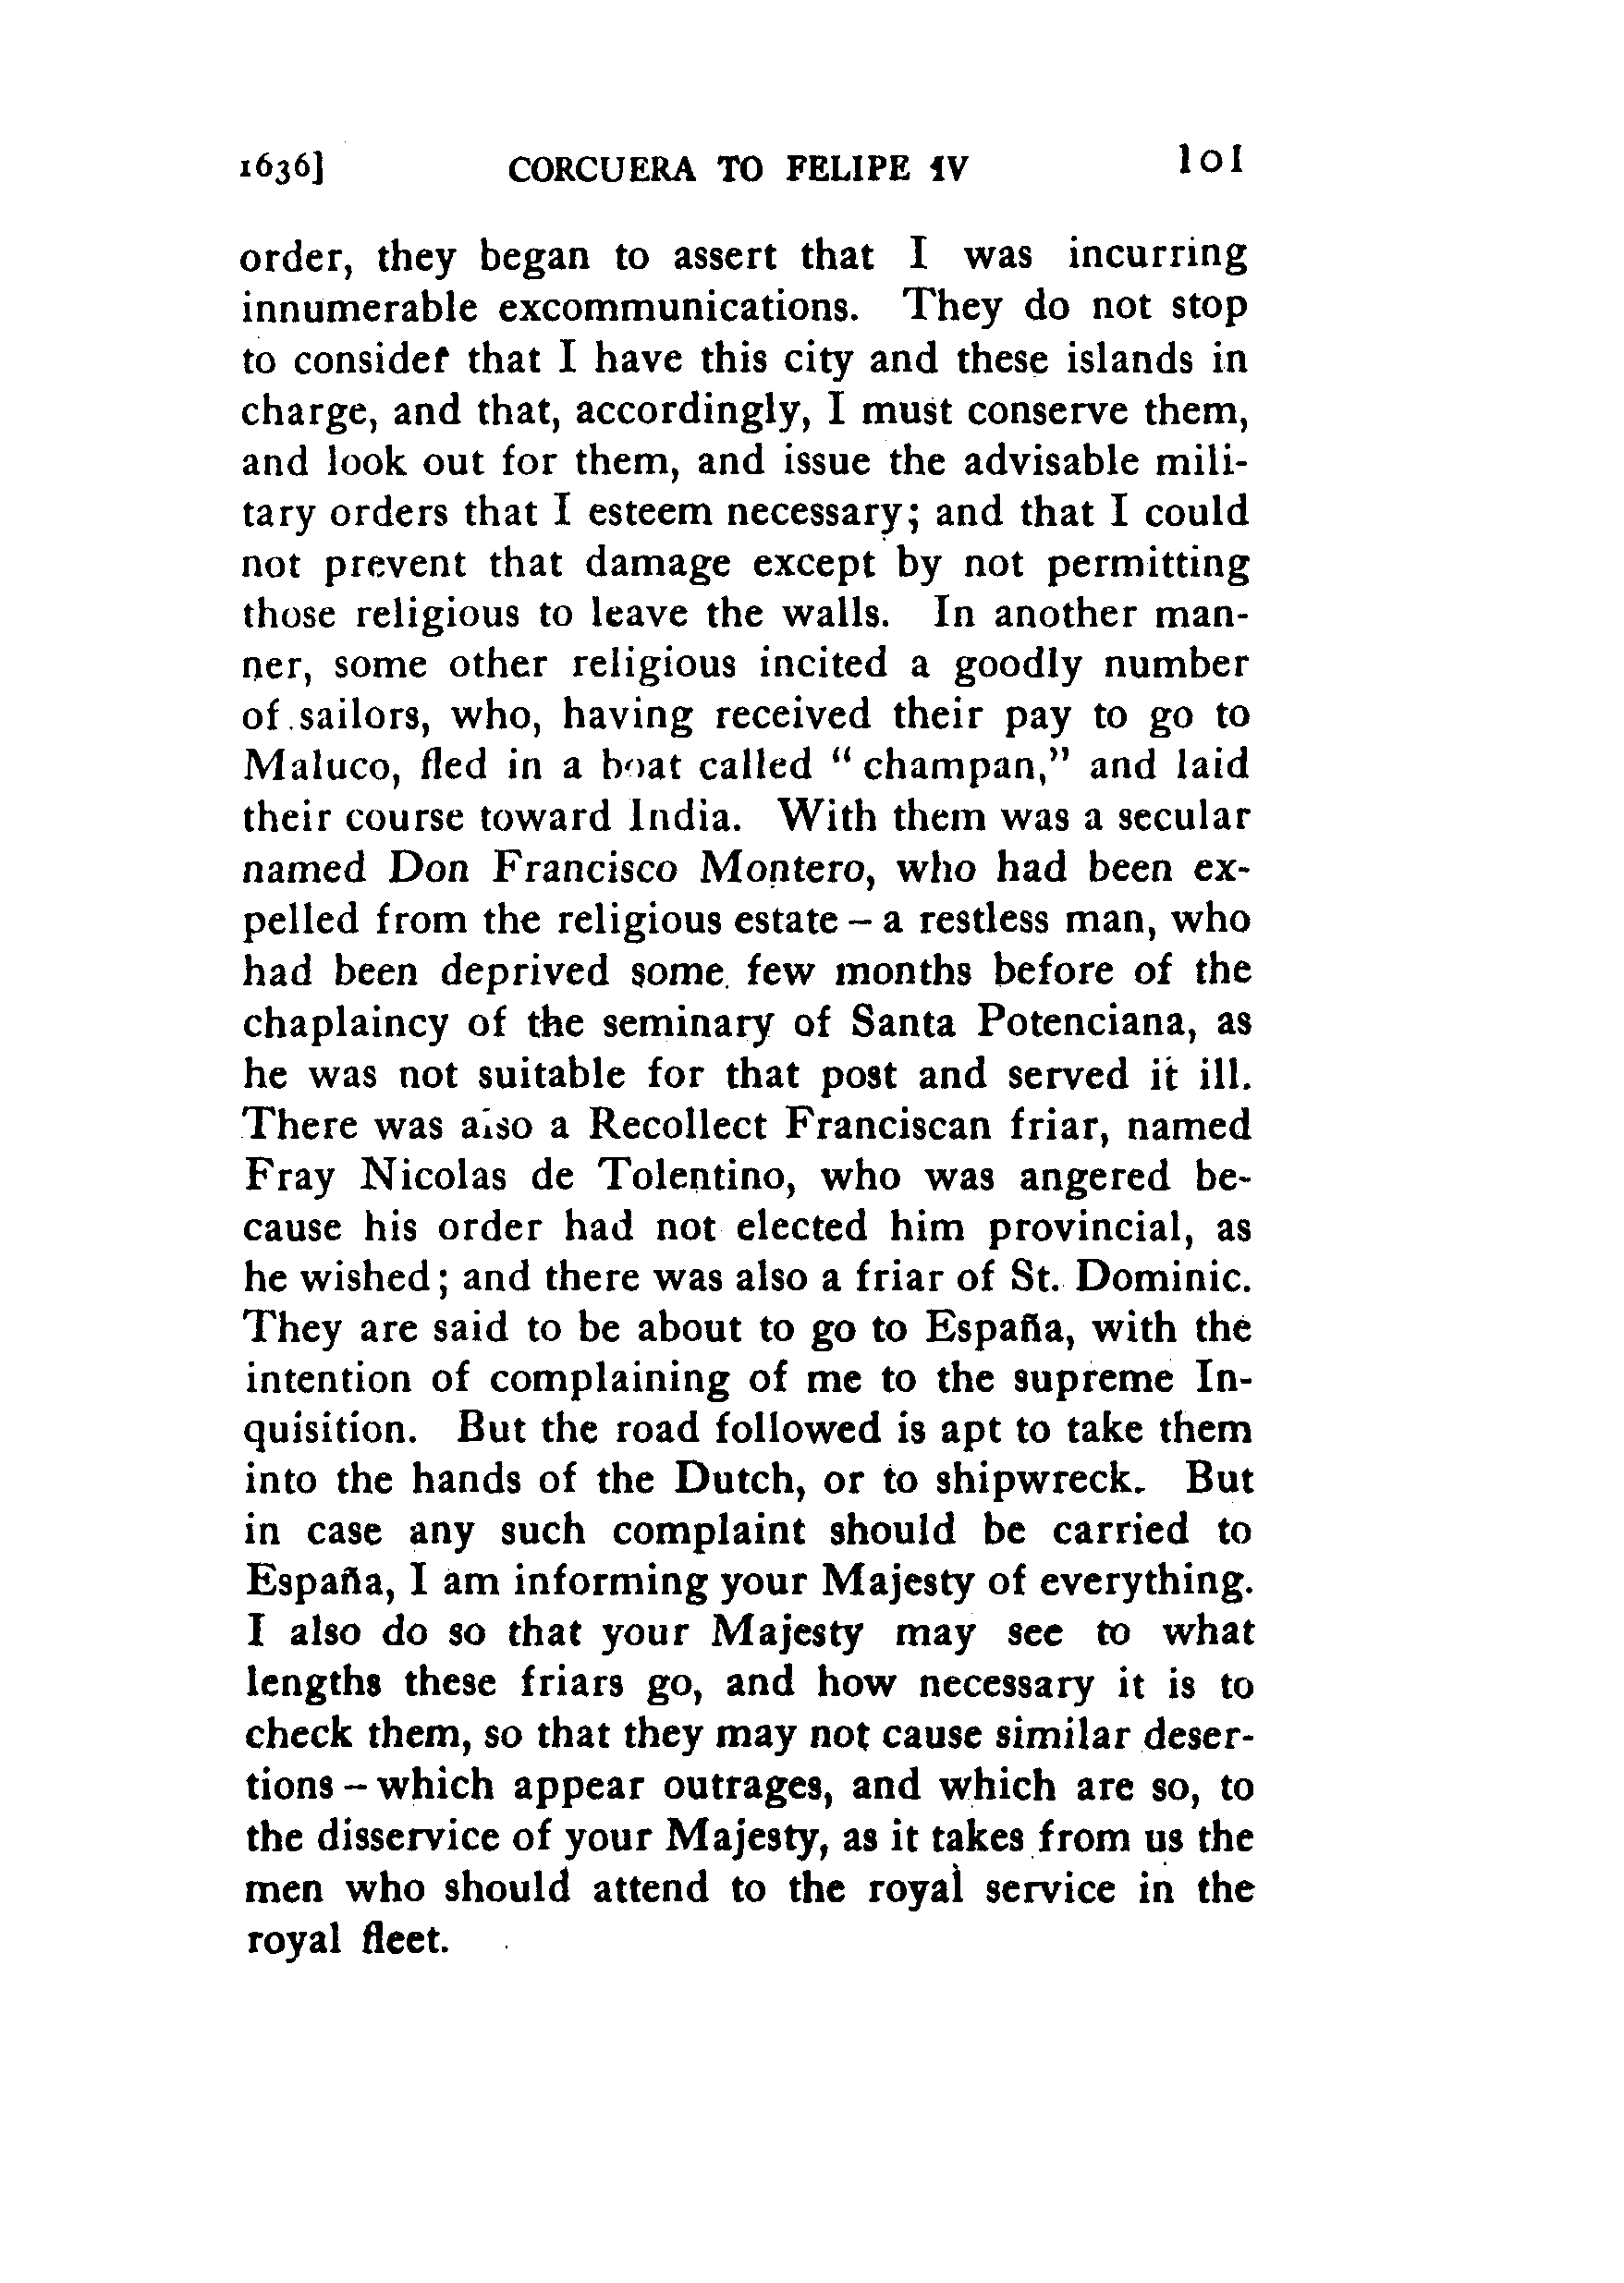 1636] CORCUERA TO FELIPE IV 101
order, they began to assert that I was incurring
innumerable excommunications. They do not stop
to consider that I have this city and these islands in
charge, and that, accordingly, I must conserve them,
and look out for them, and issue the advisable mili-
tary orders that I esteem necessary; and that I could
not prevent that damage except by not permitting
those religious to leave the walls. In another man-
ner, some other religious incited a goodly number
of sailors, who, having received their pay to go to
Maluco, fled in a boat called " champan," and laid
their course toward India. With them was a secular
named Don Francisco Montero, who had been ex-
pelled from the religious estate – a restless man, who
had been deprived some few months before of the
chaplaincy of the seminary of Santa Potenciana, as
he was not suitable for that post and served it ill.
There was also a Recollect Franciscan friar, named
Fray Nicolas de Tolentino, who was angered be-
cause his order had not elected him provincial, as
he wished; and there was also a friar of St. Dominic.
They are said to be about to go to España, with the
intention of complaining of me to the supreme In-
quisition. But the road followed is apt to take them
into the hands of the Dutch, or to shipwreck. But
in case any such complaint should be carried to
España, I am informing your Majesty of everything.
I also do so that your Majesty may see to what
lengths these friars go, and how necessary it is to
check them, so that they may not cause similar deser-
tions – which appear outrages, and which are so, to
the disservice of your Majesty, as it takes from us the
men who should attend to the royal service in the
royal fleet.